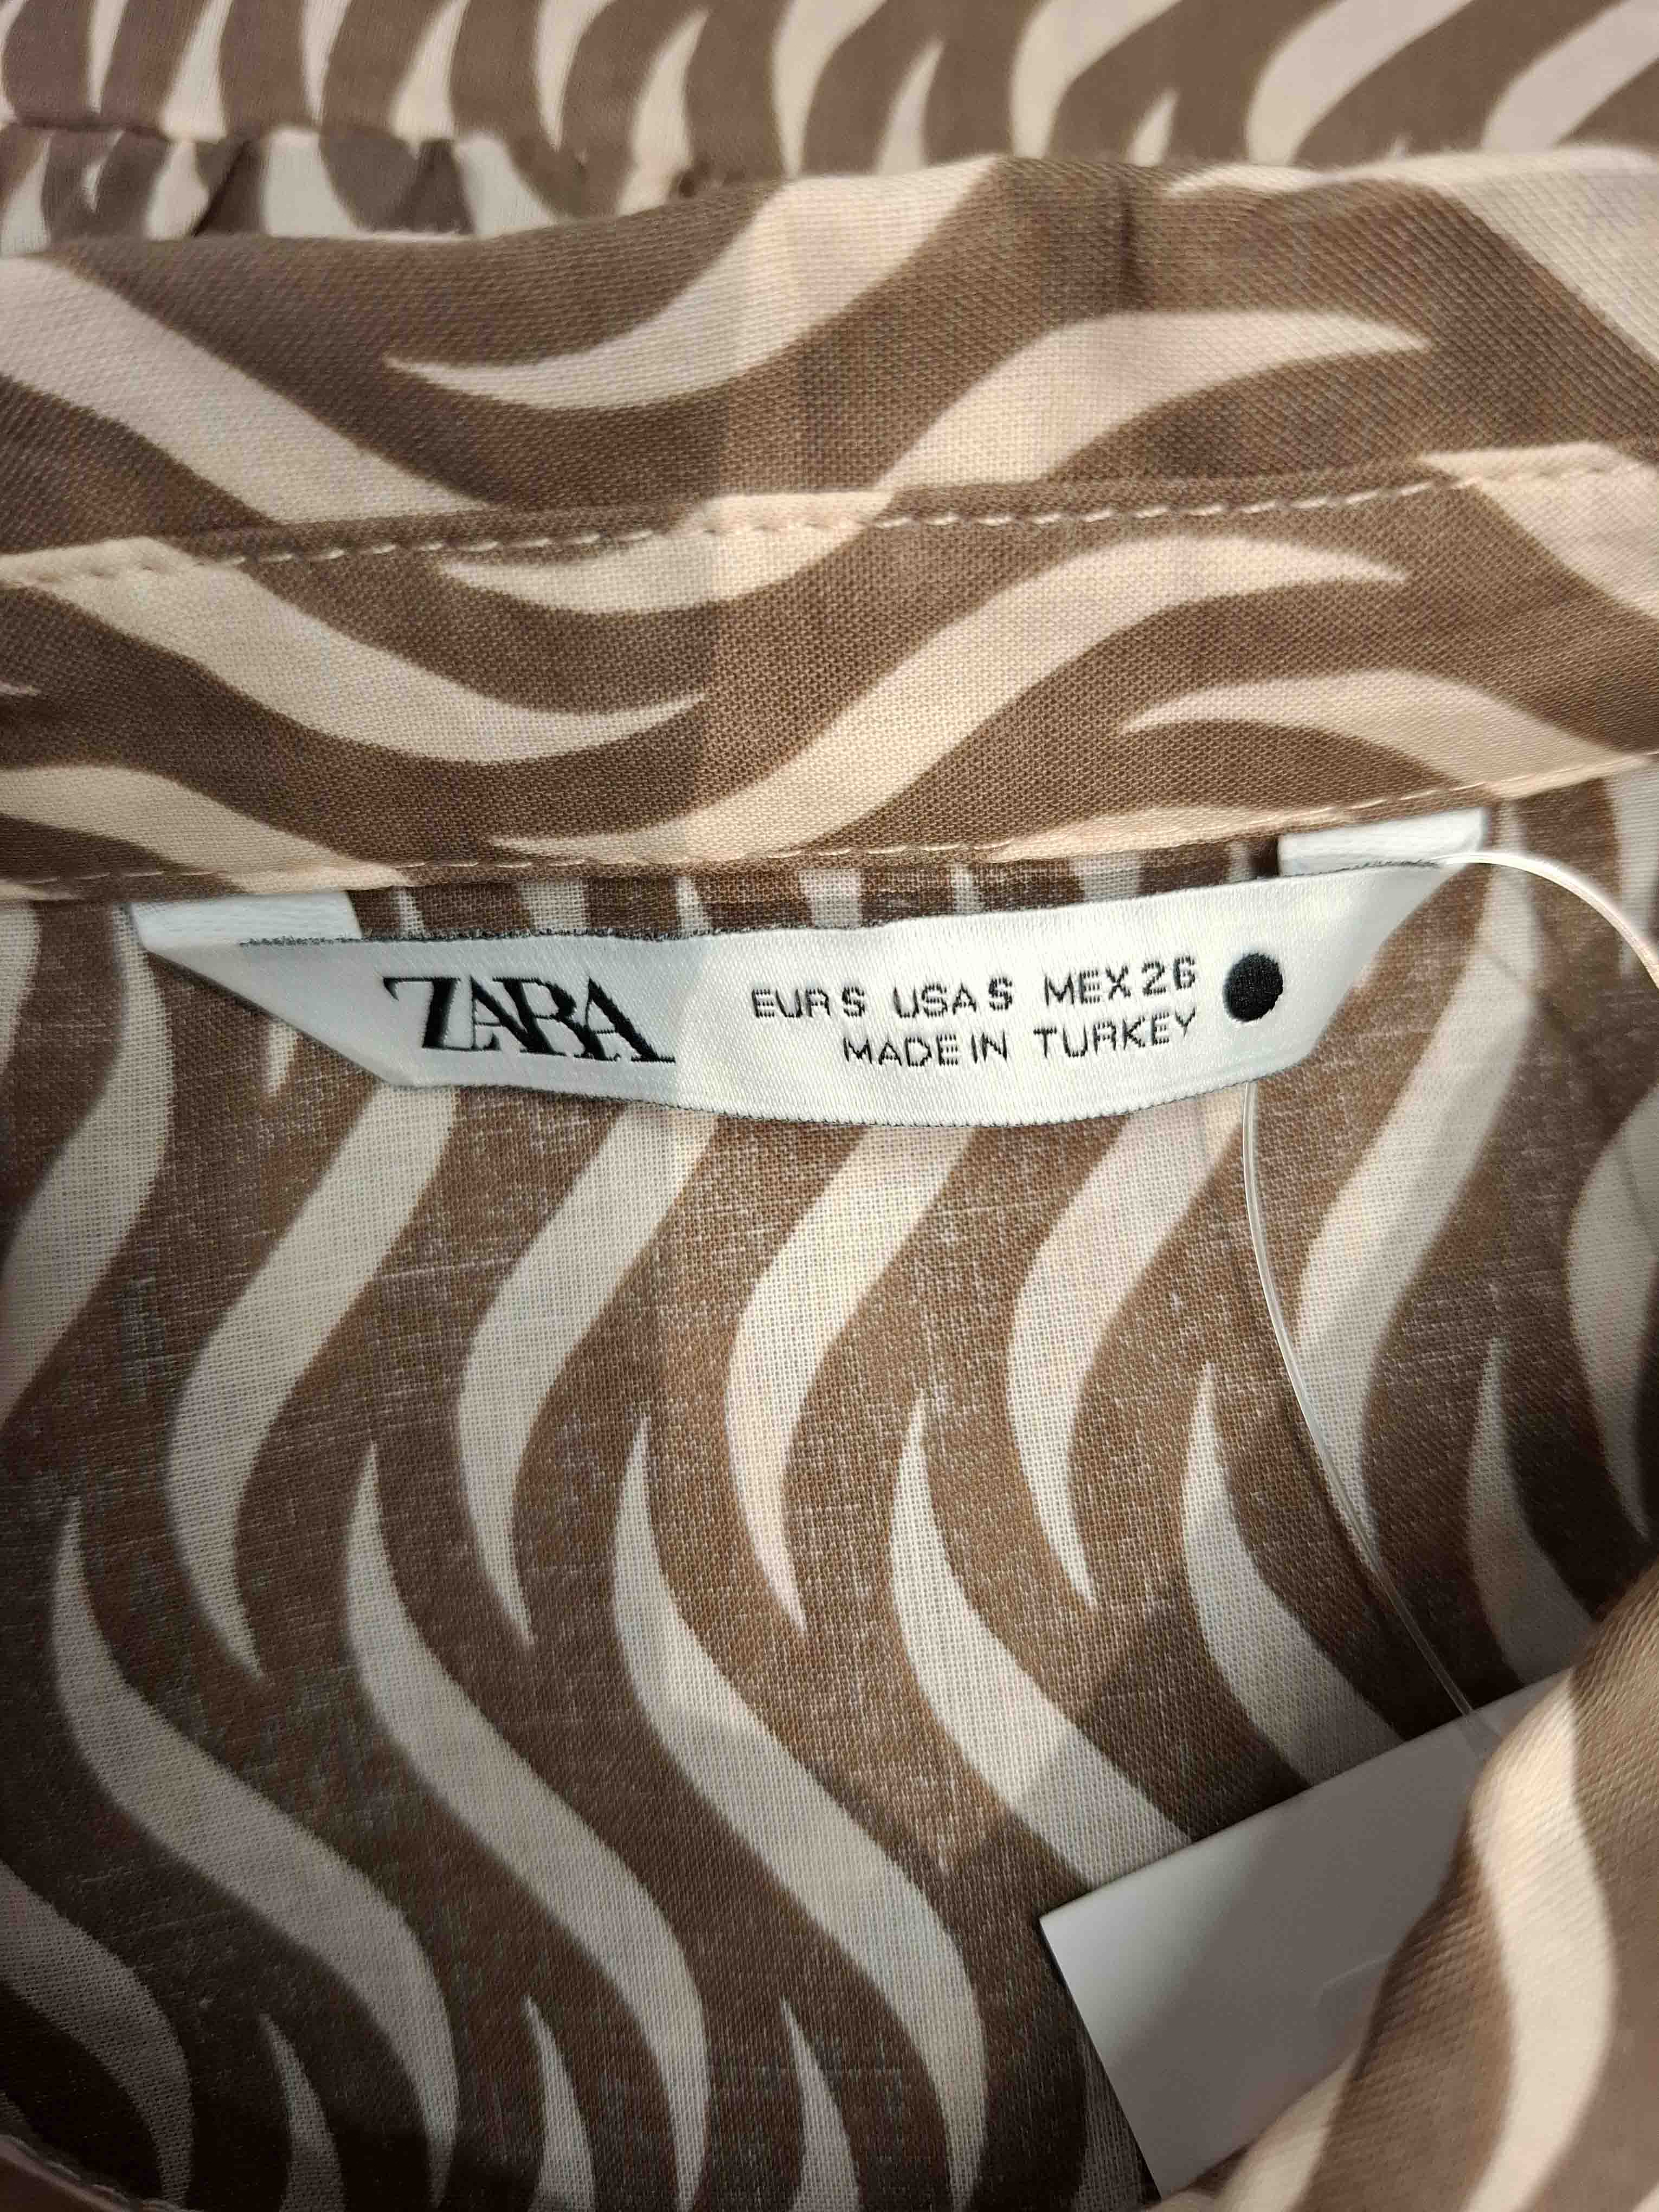 ZARA
EUR S USA S MEX 26
MADE IN TURKEY